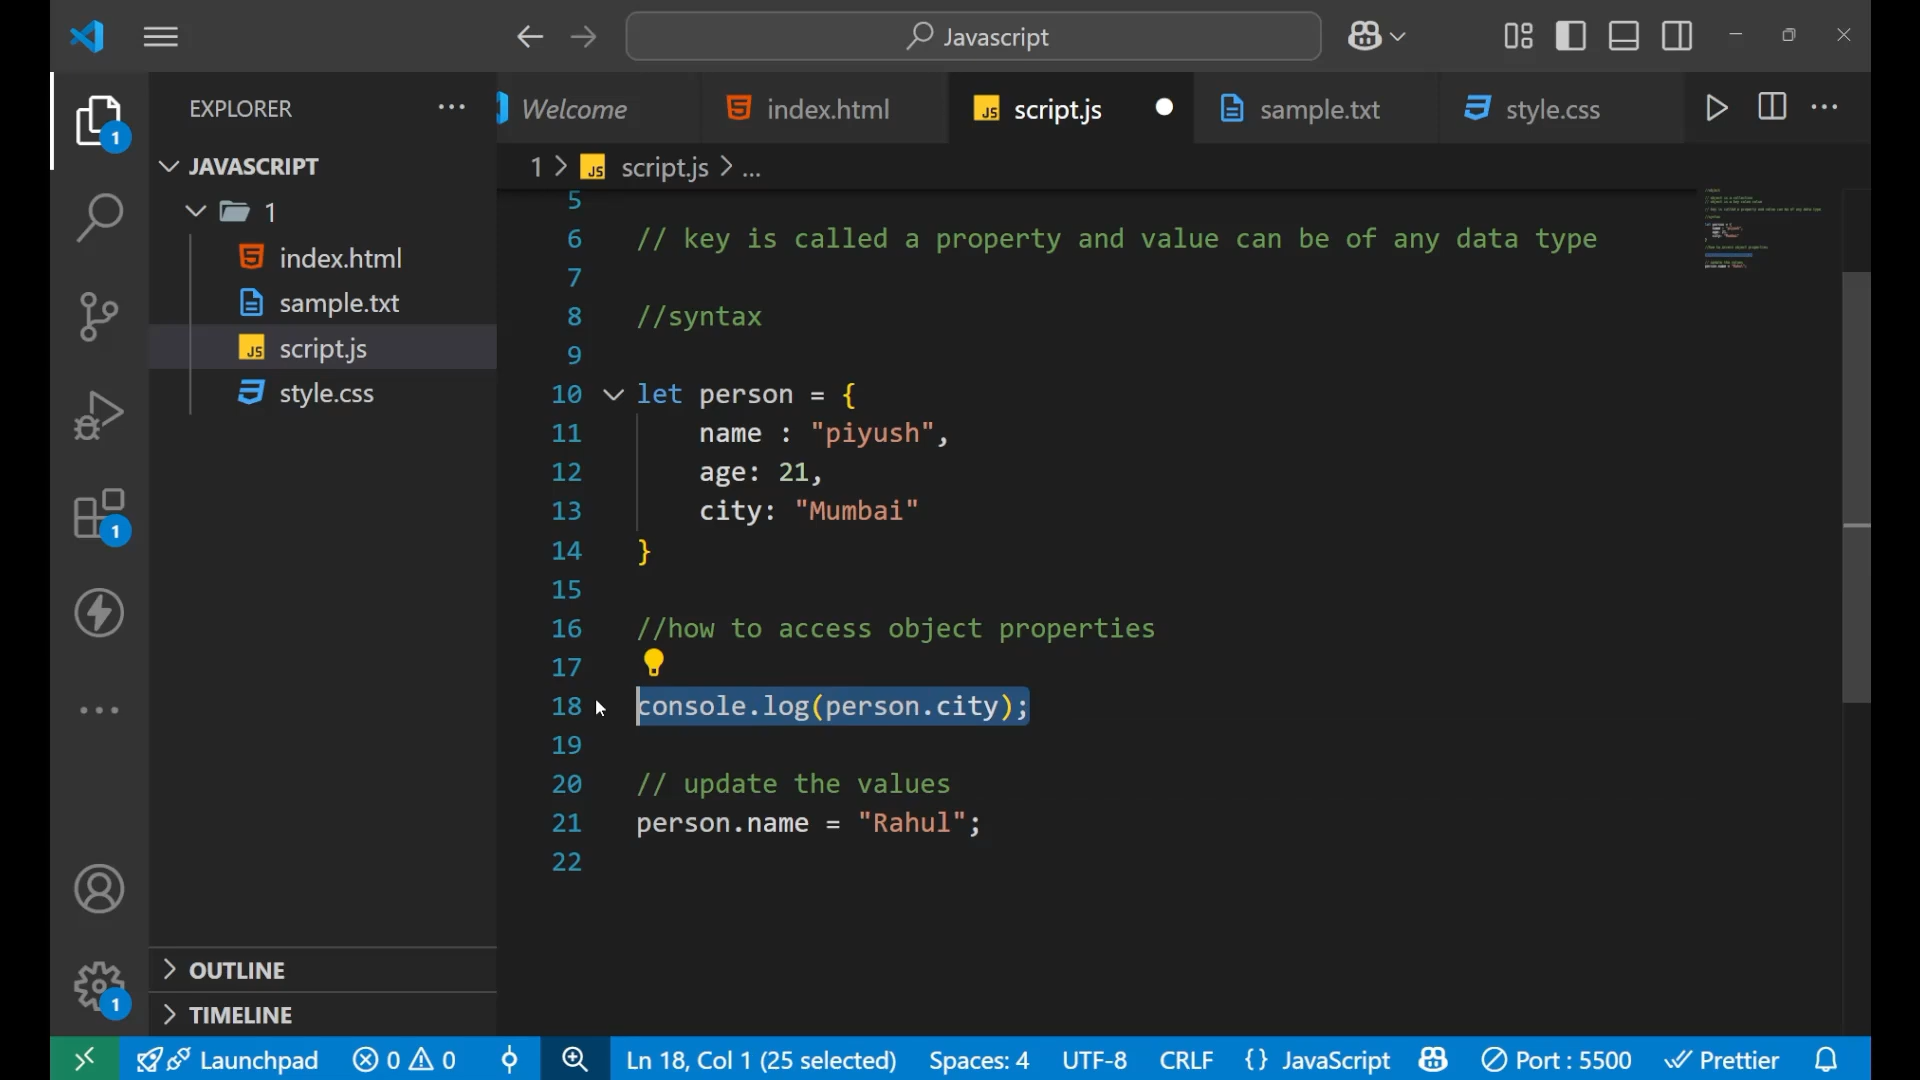 Javascript
EXPLORER
Welcome
index.html
script.js
sample.txt
style.css
1 > script.js > ...
JAVASCRIPT
1
index.html
sample.txt
script.js
style.css
5
6 // key is called a property and value can be of any data type
7
8 //syntax
9
10 let person = {
11 name : "piyush",
12 age: 21,
13 city: "Mumbai"
14 }
15
16 //how to access object properties
17
18 console.log(person.city);
19
20 // update the values
21 person.name = "Rahul";
22
1
1
1
OUTLINE
TIMELINE
Launchpad 0 0 Ln 18, Col 1 (25 selected) Spaces: 4 UTF-8 CRLF {} JavaScript Port : 5500 Prettier